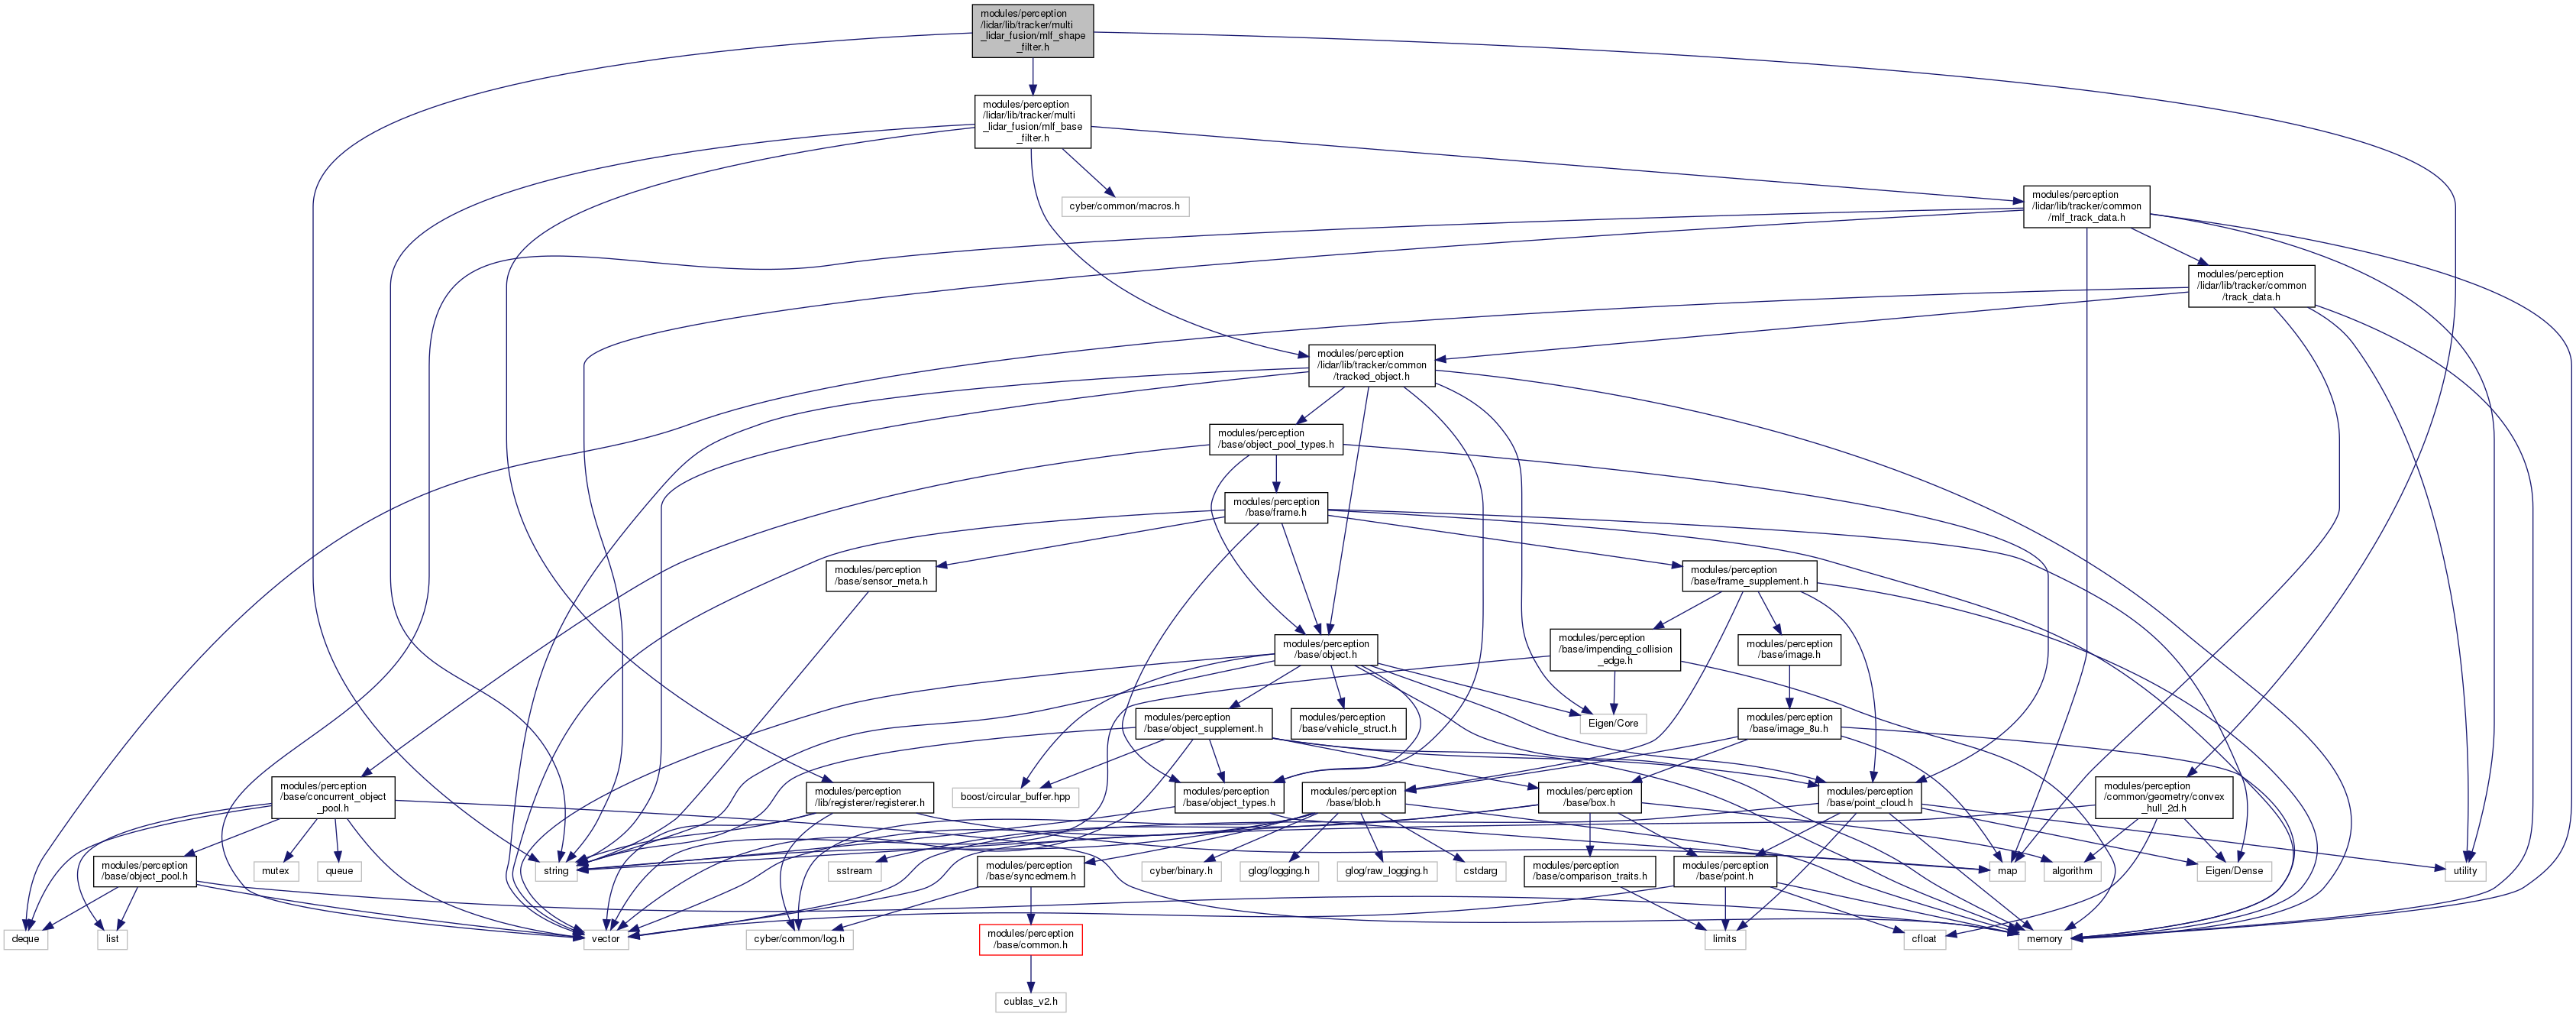 modules/perception
/lidar/lib/tracker/multi
_lidar_fusion/mlf_shape
_filter.h
modules/perception
/lidar/lib/tracker/multi
_lidar_fusion/mlf_base
_filter.h
cyber/common/macros.h
modules/perception
/lidar/lib/tracker/common
/mlf_track_data.h
modules/perception
/lidar/lib/tracker/common
/track_data.h
modules/perception
/lidar/lib/tracker/common
/tracked_object.h
modules/perception
/base/object_pool_types.h
modules/perception
/base/frame.h
modules/perception
/base/sensor_meta.h
modules/perception
/base/frame_supplement.h
modules/perception
/base/object.h
modules/perception
/base/impending_collision
_edge.h
modules/perception
/base/image.h
modules/perception
/base/object_supplement.h
modules/perception
/base/vehicle_struct.h
Eigen/Core
modules/perception
/base/image_8u.h
modules/perception
/base/concurrent_object
_pool.h
modules/perception
/lib/registerer/registerer.h
boost/circular_buffer.hpp
modules/perception
/base/object_types.h
modules/perception
/base/blob.h
modules/perception
/base/box.h
modules/perception
/base/point_cloud.h
modules/perception
/common/geometry/convex
_hull_2d.h
modules/perception
/base/object_pool.h
mutex
queue
string
sstream
modules/perception
/base/syncedmem.h
cyber/binary.h
glog/logging.h
glog/raw_logging.h
cstdarg
modules/perception
/base/comparison_traits.h
modules/perception
/base/point.h
map
algorithm
Eigen/Dense
utility
deque
list
vector
cyber/common/log.h
modules/perception
/base/common.h
limits
cfloat
memory
cublas_v2.h